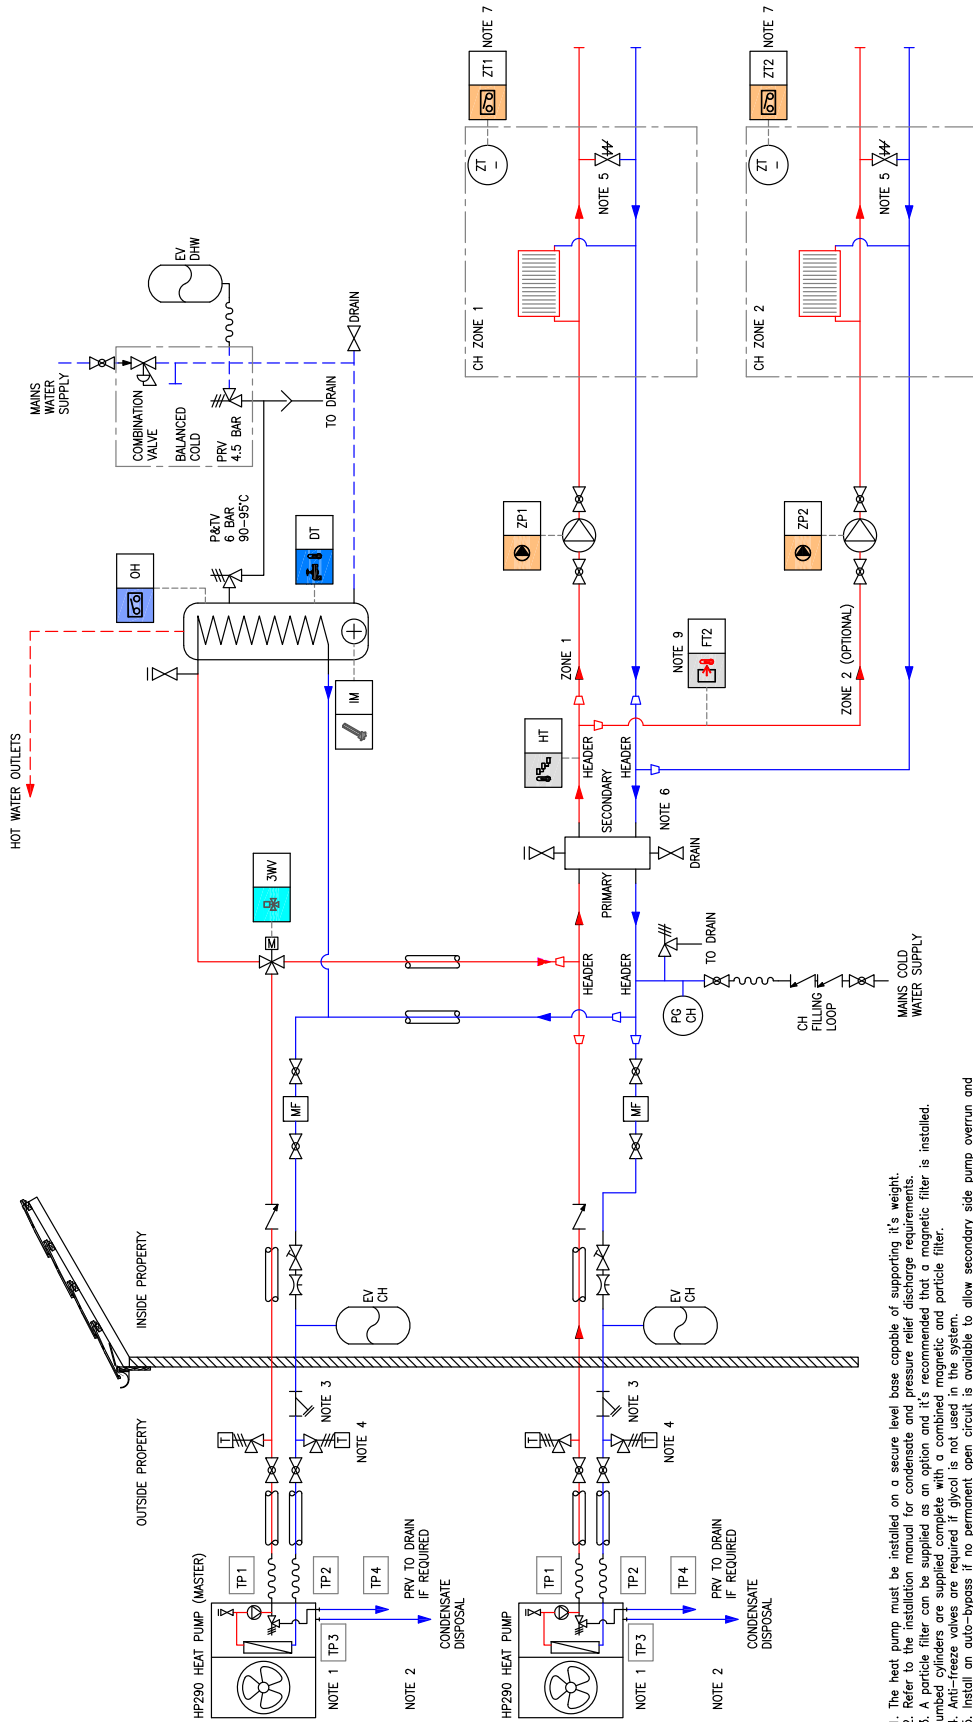 HOT WATER OUTLETS
MAINS
WATER
SUPPLY
COMBINATION
VALVE
BALANCED
COLD
PRV
4.5 BAR
EV
DHW
DRAIN
TO DRAIN
P&TV
6 BAR
90-95°C
OH
DT
IM
3WV
ZT1
NOTE 7
ZT
-
NOTE 5
CH ZONE 1
ZT2
NOTE 7
ZT
-
NOTE 5
CH ZONE 2
ZP1
ZP2
ZONE 1
NOTE 9
FT2
ZONE 2 (OPTIONAL)
HT
HEADER
HEADER
SECONDARY
NOTE 6
DRAIN
PRIMARY
HEADER
HEADER
TO DRAIN
PG
CH
CH
FILLING
LOOP
MAINS COLD
WATER SUPPLY
M
MF
MF
INSIDE PROPERTY
OUTSIDE PROPERTY
EV
CH
EV
CH
T
T
NOTE 3
NOTE 4
T
T
NOTE 3
NOTE 4
HP290 HEAT PUMP (MASTER)
TP1
TP2
TP3
TP4
NOTE 1
NOTE 2
PRV TO DRAIN
IF REQUIRED
CONDENSATE
DISPOSAL
HP290 HEAT PUMP
TP1
TP2
TP3
TP4
NOTE 1
NOTE 2
PRV TO DRAIN
IF REQUIRED
CONDENSATE
DISPOSAL
1. The heat pump must be installed on a secure level base capable of supporting it's weight.
2. Refer to the installation manual for condensate and pressure relief discharge requirements.
3. A particle filter can be supplied as an option and it's recommended that a magnetic filter is installed.
umbed cylinders are supplied complete with a combined magnetic and particle filter.
4. Anti-freeze valves are required if glycol is not used in the system.
5. Install an auto-bypass if no permanent open circuit is available to allow secondary side pump overrun and